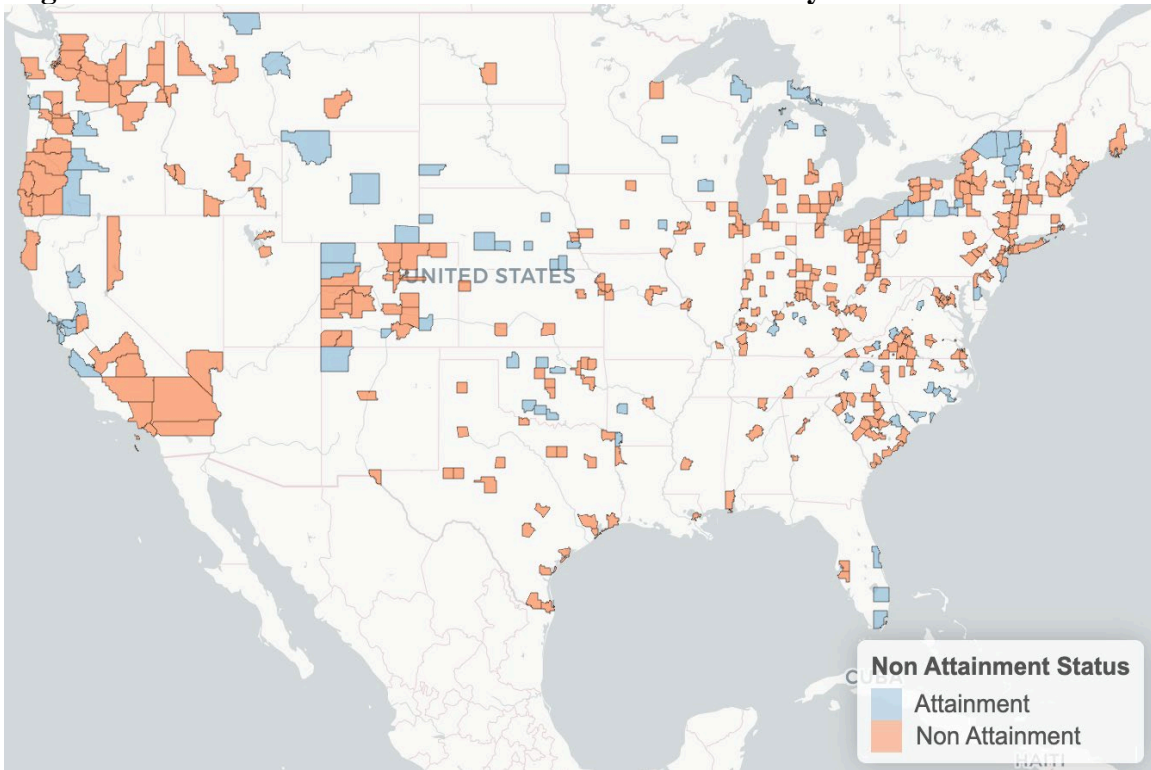 UNITED STATES
Non Attainment Status
CUBA
Attainment
Non Attainment
HAITI